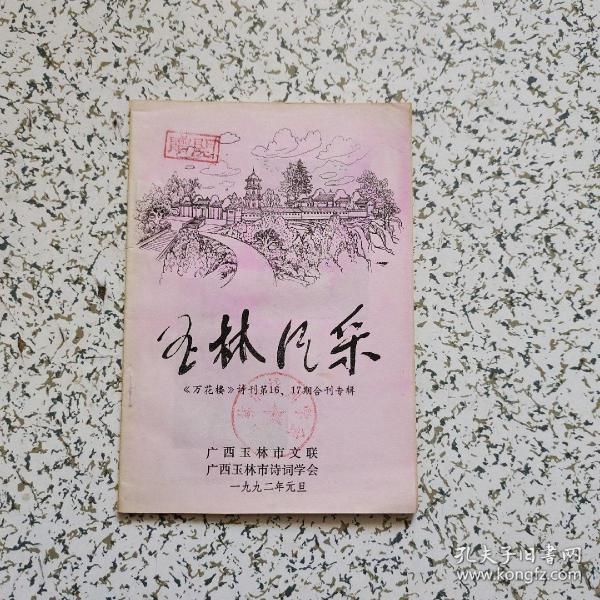 玉林风采
《万花楼》诗刊第16、17期合刊专辑
广西玉林市文联
广西玉林市诗词学会
一九九二年元旦
孔夫子旧书网
www.kongfz.com